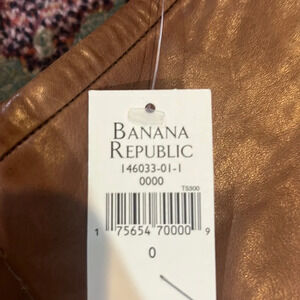 BANANA
REPUBLIC
146033-01-1
0000
TS300
1 75654 70000 9
0